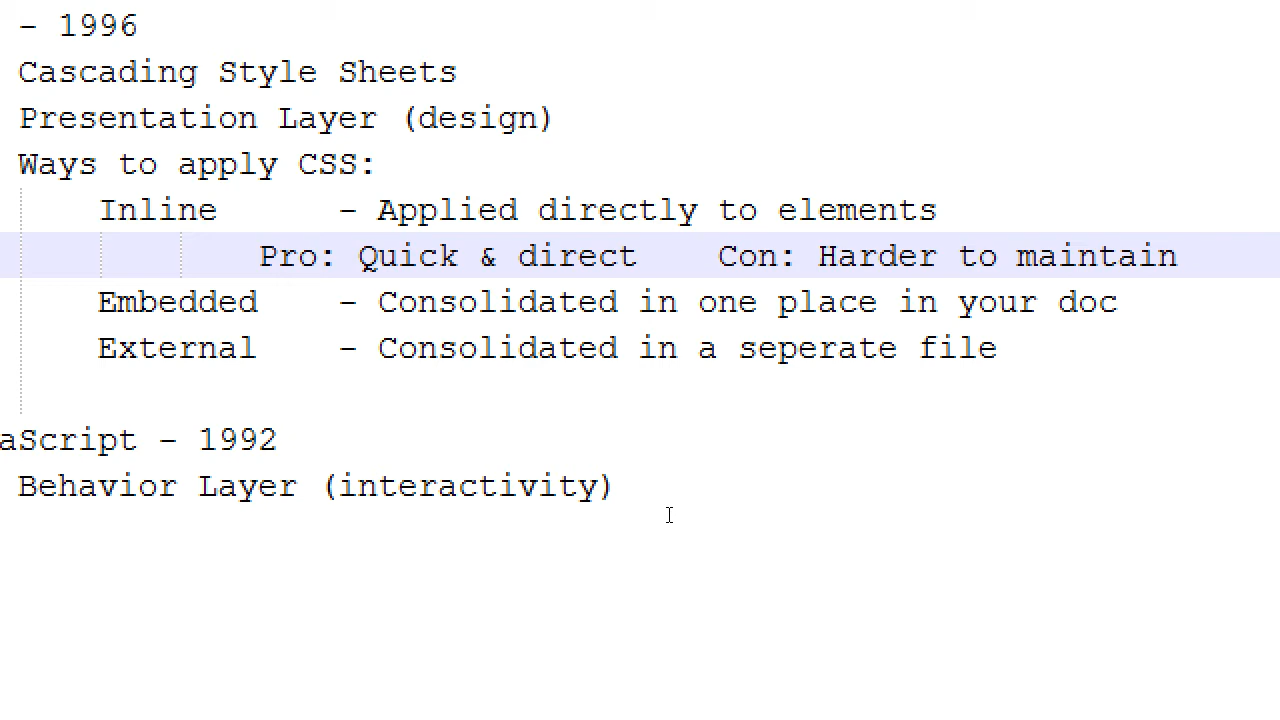 - 1996
Cascading Style Sheets
Presentation Layer (design)
Ways to apply CSS:
Inline - Applied directly to elements
Pro: Quick & direct Con: Harder to maintain
Embedded - Consolidated in one place in your doc
External - Consolidated in a seperate file
aScript - 1992
Behavior Layer (interactivity)